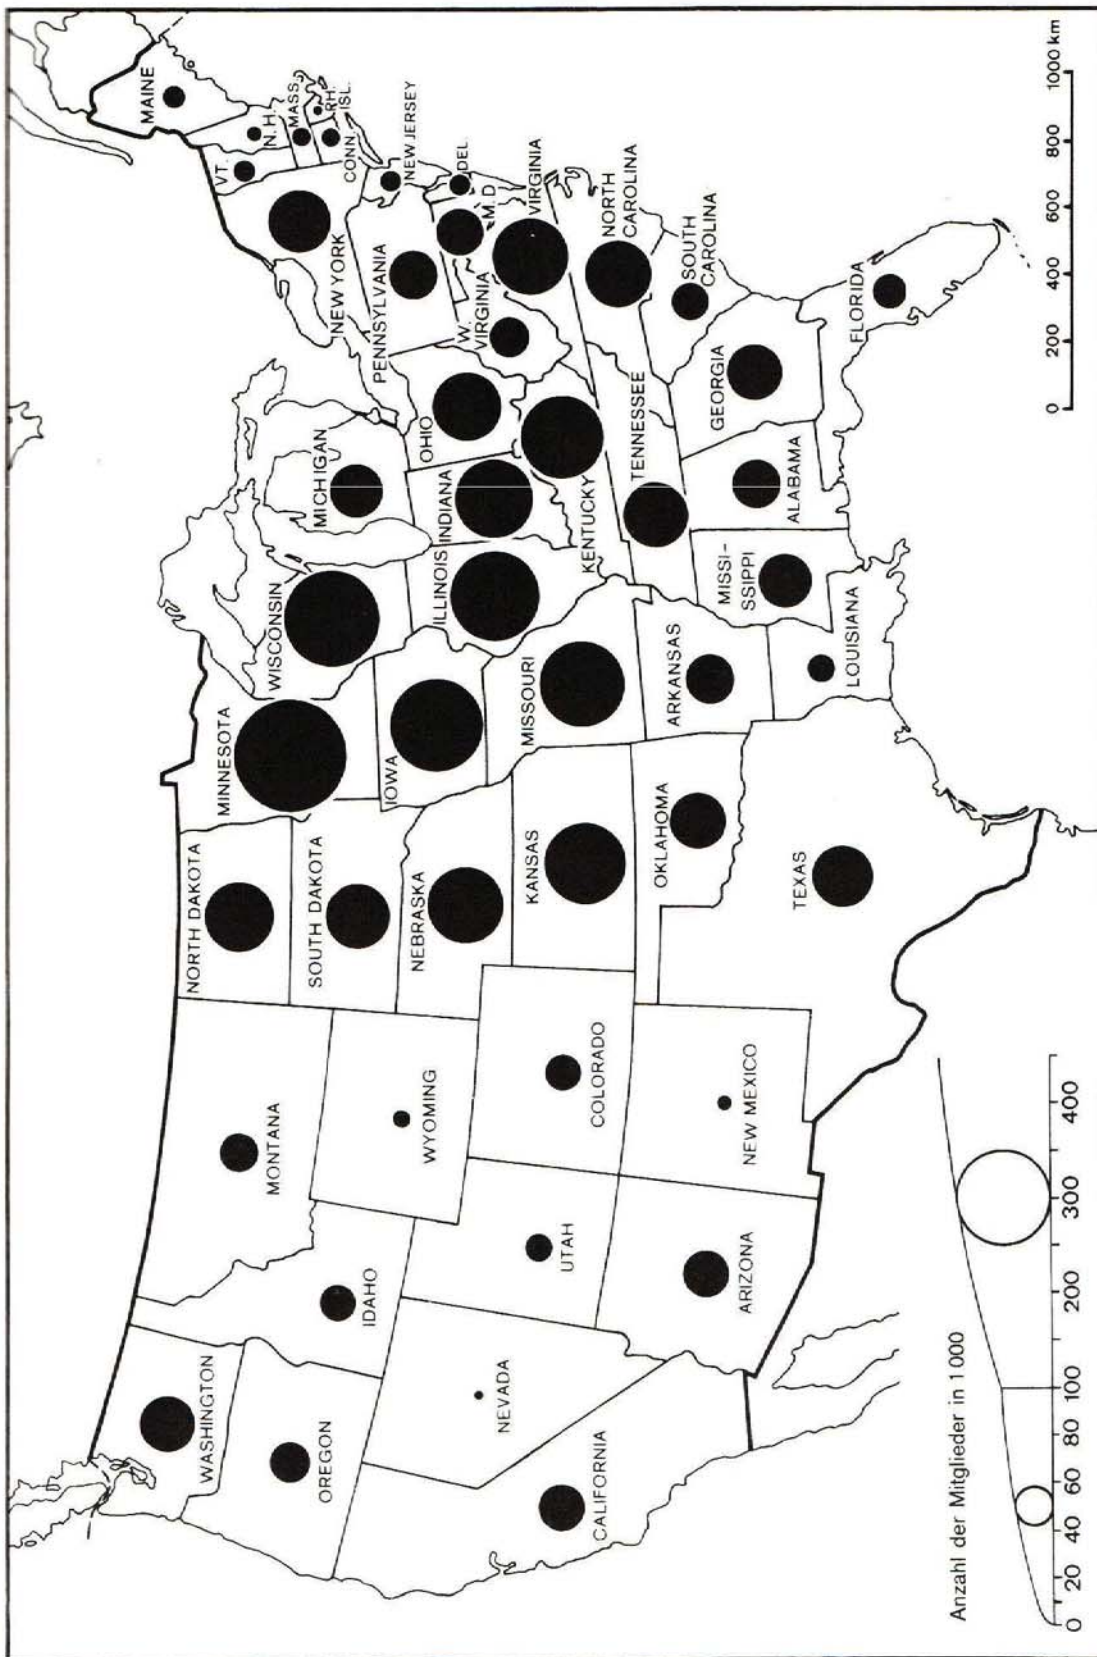 WASHINGTON
OREGON
CALIFORNIA
NEVADA
IDAHO
MONTANA
WYOMING
UTAH
ARIZONA
COLORADO
NEW MEXICO
NORTH DAKOTA
SOUTH DAKOTA
NEBRASKA
KANSAS
OKLAHOMA
TEXAS
MINNESOTA
IOWA
MISSOURI
ARKANSAS
LOUISIANA
WISCONSIN
ILLINOIS
MICHIGAN
INDIANA
OHIO
KENTUCKY
TENNESSEE
MISSI–
SSIPPI
ALABAMA
GEORGIA
FLORIDA
SOUTH
CAROLINA
NORTH
CAROLINA
VIRGINIA
W.
VIRGINIA
M.D
DEL.
PENNSYLVANIA
NEW JERSEY
NEW YORK
CONN.
RH.
ISL.
MASS.
VT.
N.H.
MAINE
Anzahl der Mitglieder in 1000
0 20 40 60 80 100 200 300 400
0 200 400 600 800 1000 km